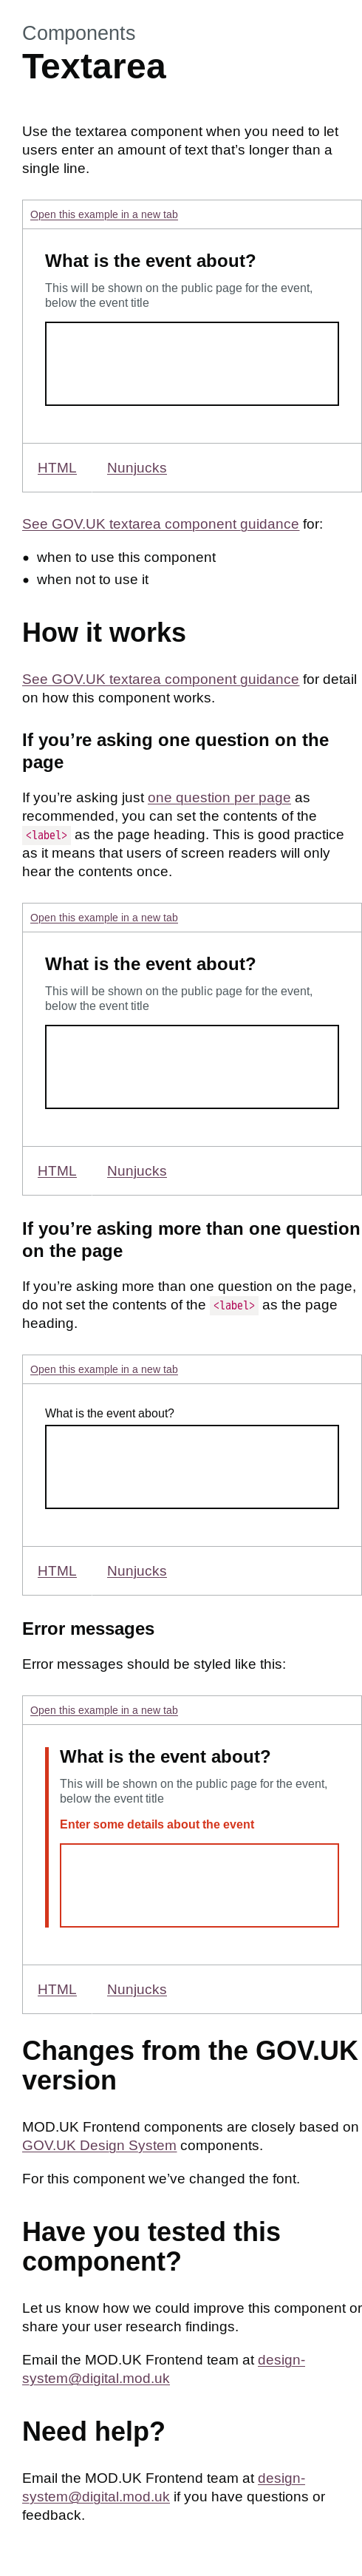 Components
Textarea
Use the textarea component when you need to let
users enter an amount of text that’s longer than a
single line.
Open this example in a new tab
What is the event about?
This will be shown on the public page for the event,
below the event title
HTML Nunjucks
See GOV.UK textarea component guidance for:
• when to use this component
• when not to use it
How it works
See GOV.UK textarea component guidance for detail
on how this component works.
If you’re asking one question on the
page
If you’re asking just one question per page as
recommended, you can set the contents of the
<label> as the page heading. This is good practice
as it means that users of screen readers will only
hear the contents once.
Open this example in a new tab
What is the event about?
This will be shown on the public page for the event,
below the event title
HTML Nunjucks
If you’re asking more than one question
on the page
If you’re asking more than one question on the page,
do not set the contents of the <label> as the page
heading.
Open this example in a new tab
What is the event about?
HTML Nunjucks
Error messages
Error messages should be styled like this:
Open this example in a new tab
What is the event about?
This will be shown on the public page for the event,
below the event title
Enter some details about the event
HTML Nunjucks
Changes from the GOV.UK
version
MOD.UK Frontend components are closely based on
GOV.UK Design System components.
For this component we’ve changed the font.
Have you tested this
component?
Let us know how we could improve this component or
share your user research findings.
Email the MOD.UK Frontend team at design-
system@digital.mod.uk
Need help?
Email the MOD.UK Frontend team at design-
system@digital.mod.uk if you have questions or
feedback.